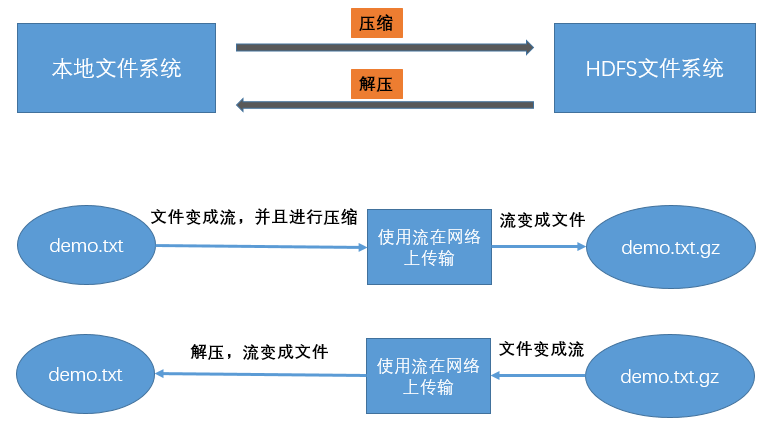 压缩
本地文件系统
HDFS文件系统
解压
文件变成流，并且进行压缩
流变成文件
demo.txt
使用流在网络
上传输
demo.txt.gz
解压，流变成文件
文件变成流
demo.txt
使用流在网络
上传输
demo.txt.gz